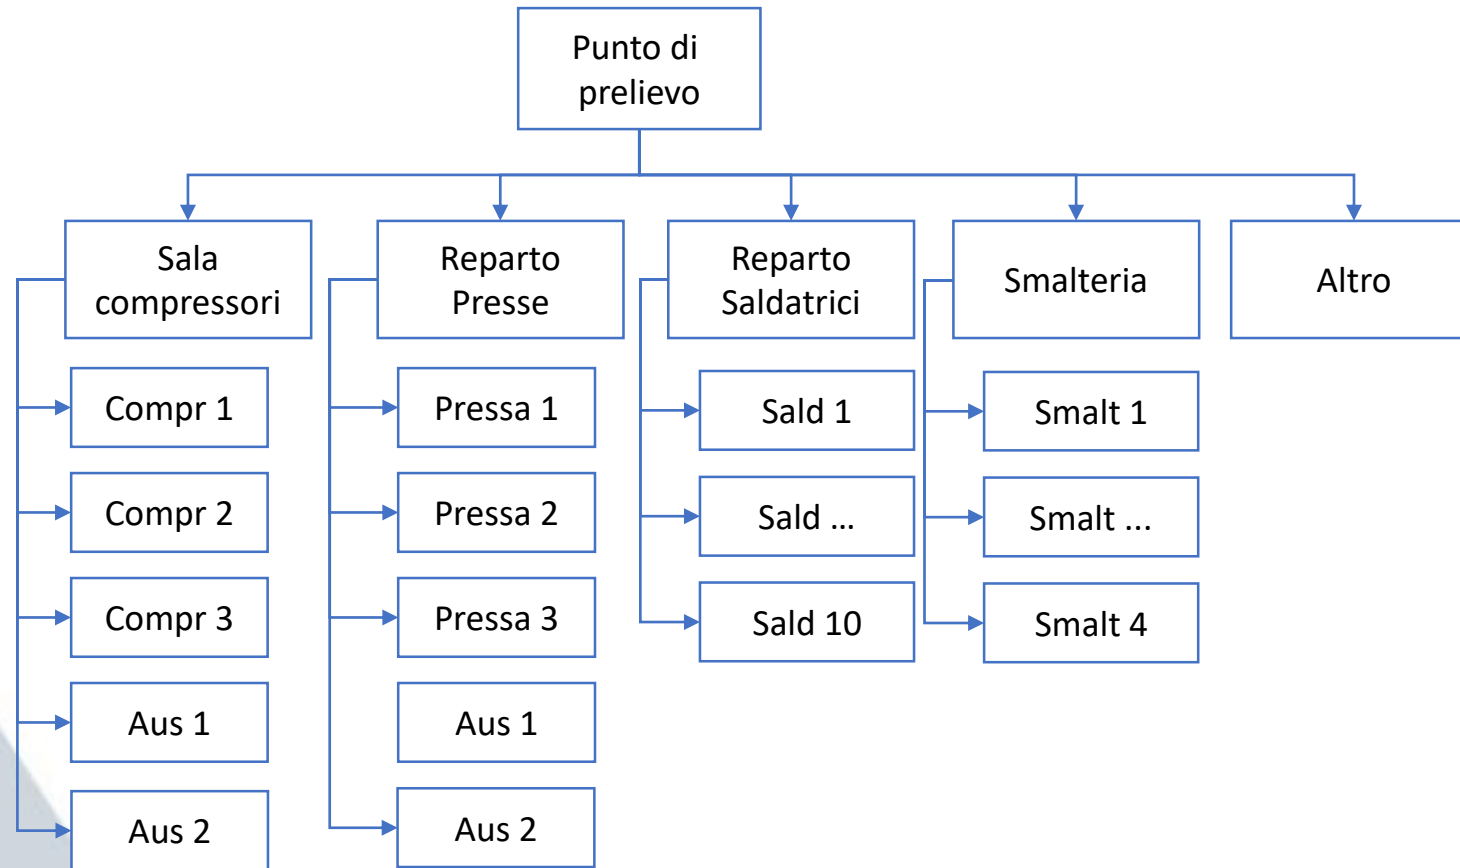 Punto di
prelievo
Sala
compressori
Reparto
Presse
Reparto
Saldatrici
Smalteria
Altro
Compr 1
Pressa 1
Sald 1
Smalt 1
Compr 2
Pressa 2
Sald ...
Smalt ...
Compr 3
Pressa 3
Sald 10
Smalt 4
Aus 1
Aus 1
Aus 2
Aus 2